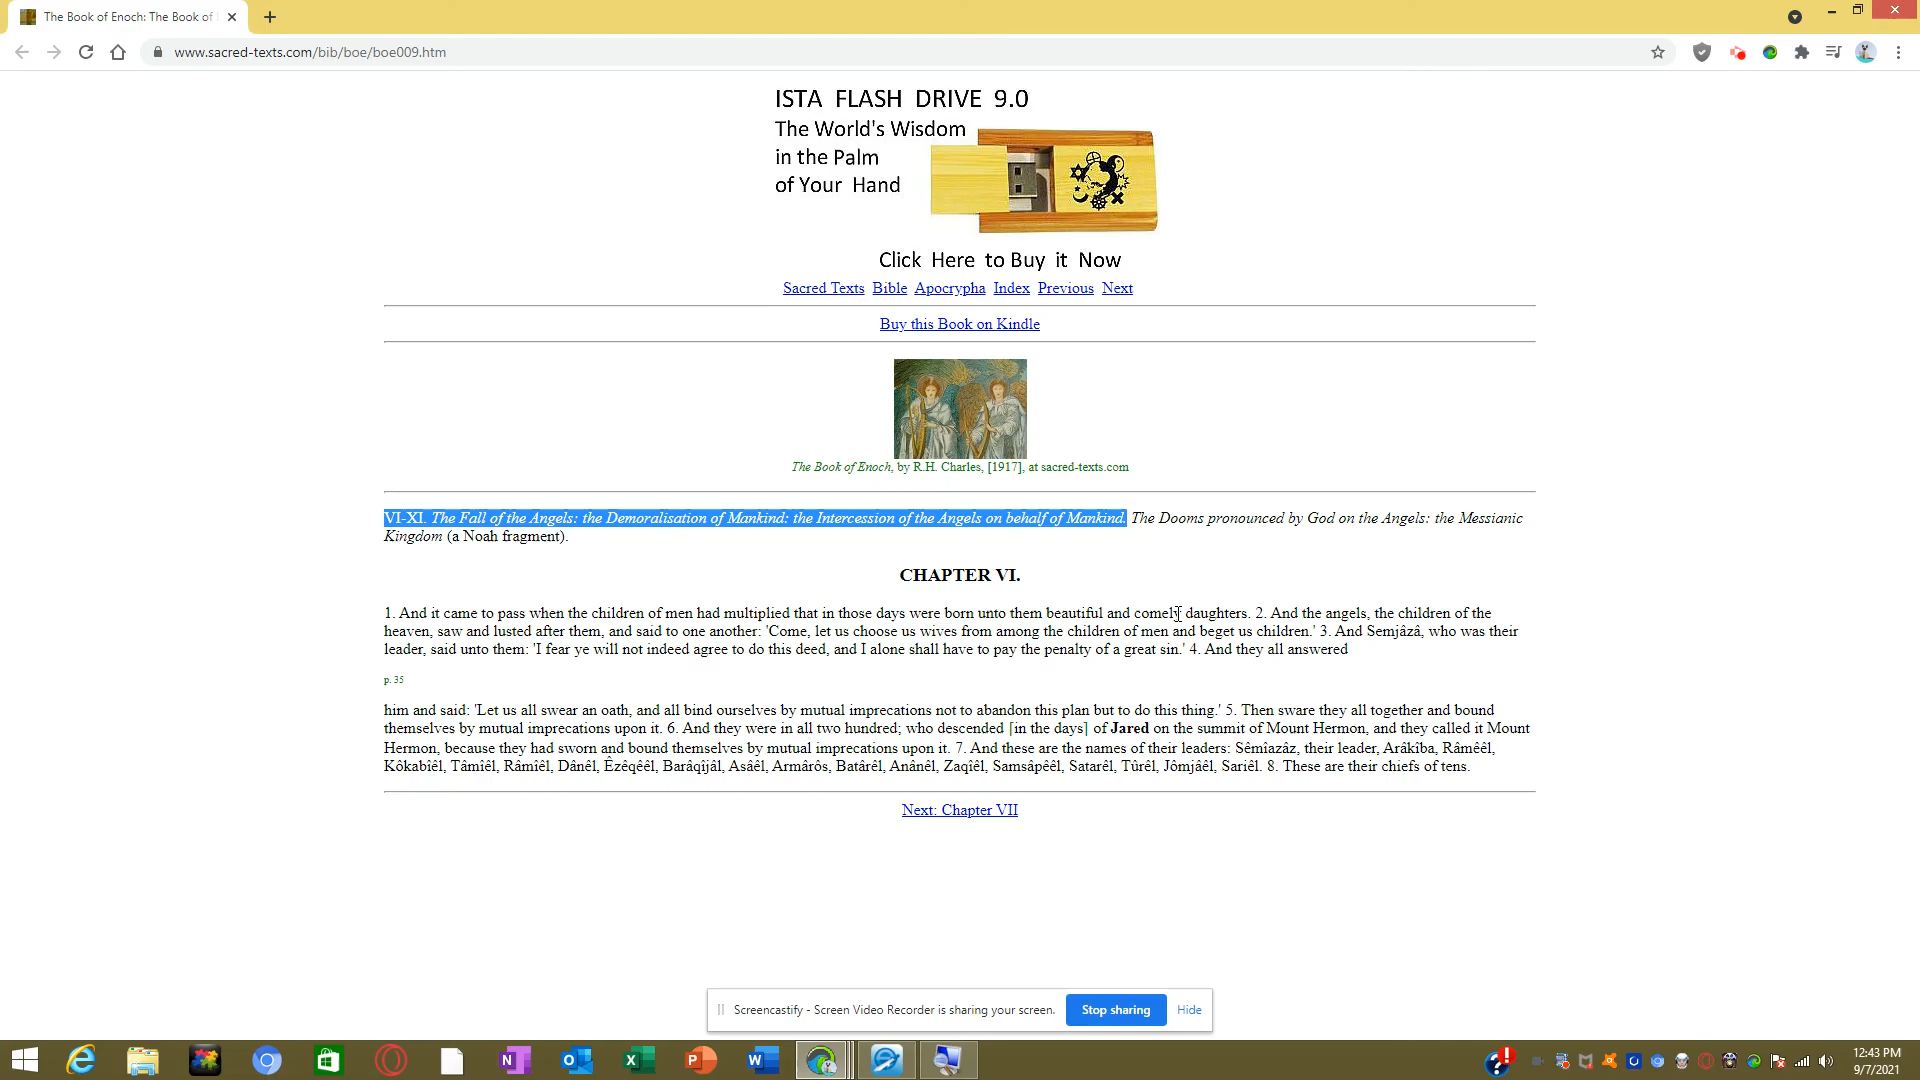 The Book of Enoch: The Book of
www.sacred-texts.com/bib/boe/boe009.htm
ISTA FLASH DRIVE 9.0
The World's Wisdom
in the Palm
of Your Hand
Click Here to Buy it Now
Sacred Texts Bible Apocrypha Index Previous Next
Buy this Book on Kindle
The Book of Enoch, by R.H. Charles, [1917], at sacred-texts.com
VI-XI. The Fall of the Angels: the Demoralisation of Mankind: the Intercession of the Angels on behalf of Mankind. The Dooms pronounced by God on the Angels: the Messianic
Kingdom (a Noah fragment).
CHAPTER VI.
1. And it came to pass when the children of men had multiplied that in those days were born unto them beautiful and comely daughters. 2. And the angels, the children of the
heaven, saw and lusted after them, and said to one another: 'Come, let us choose us wives from among the children of men and beget us children.' 3. And Semjâzâ, who was their
leader, said unto them: 'I fear ye will not indeed agree to do this deed, and I alone shall have to pay the penalty of a great sin.' 4. And they all answered
p. 35
him and said: 'Let us all swear an oath, and all bind ourselves by mutual imprecations not to abandon this plan but to do this thing.' 5. Then sware they all together and bound
themselves by mutual imprecations upon it. 6. And they were in all two hundred; who descended [in the days] of Jared on the summit of Mount Hermon, and they called it Mount
Hermon, because they had sworn and bound themselves by mutual imprecations upon it. 7. And these are the names of their leaders: Sêmîazâz, their leader, Arâkîba, Râmêêl,
Kôkabîêl, Tâmîêl, Râmîêl, Dânêl, Êzêqêêl, Barâqîjâl, Asâêl, Armârôs, Batârêl, Anânêl, Zaqîêl, Samsâpêêl, Satarêl, Tûrêl, Jômjâêl, Sariêl. 8. These are their chiefs of tens.
Next: Chapter VII
Screencastify - Screen Video Recorder is sharing your screen. Stop sharing Hide
12:43 PM
9/7/2021